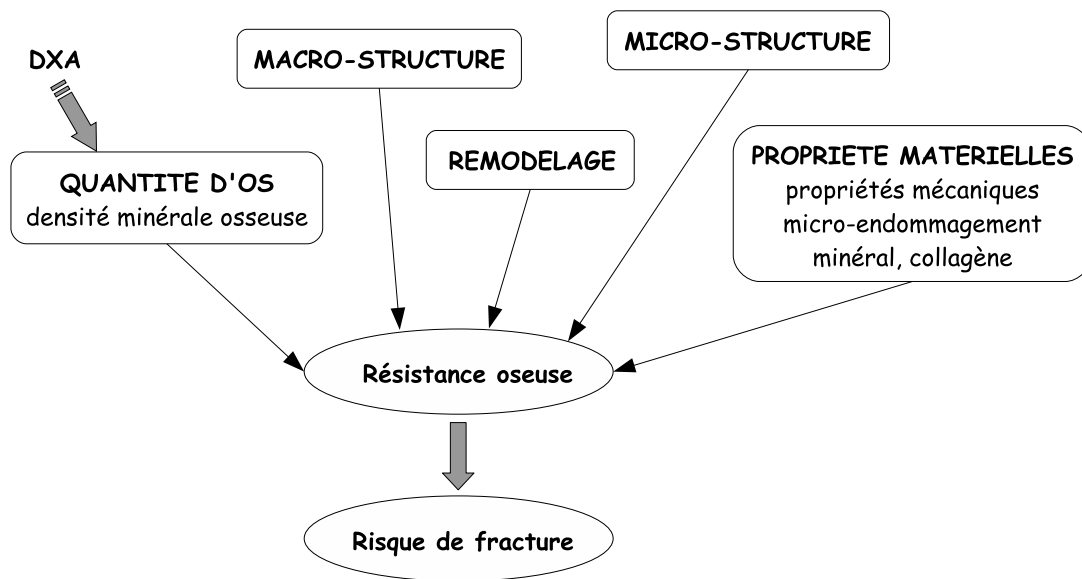 DXA
MACRO-STRUCTURE
MICRO-STRUCTURE
QUANTITE D'OS
densité minérale osseuse
REMODELAGE
PROPRIETE MATERIELLES
propriétés mécaniques
micro-endommagement
minéral, collagène
Résistance oseuse
Risque de fracture